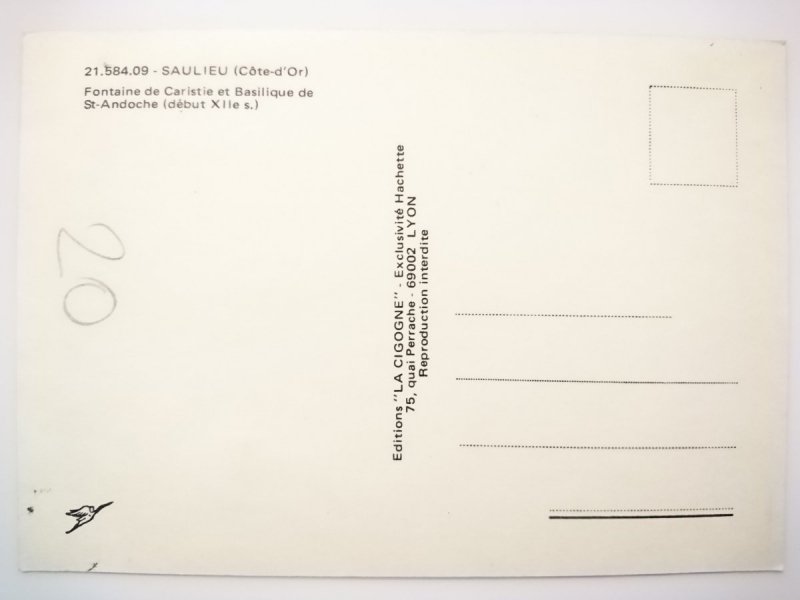 21.584.09 - SAULIEU (Côte-d'Or)
Fontaine de Caristie et Basilique de
St-Andoche (début XIIe s.)
20
Editions "LA CIGOGNE" - Exclusivité Hachette
75, quai Perrache - 69002 LYON
Reproduction interdite